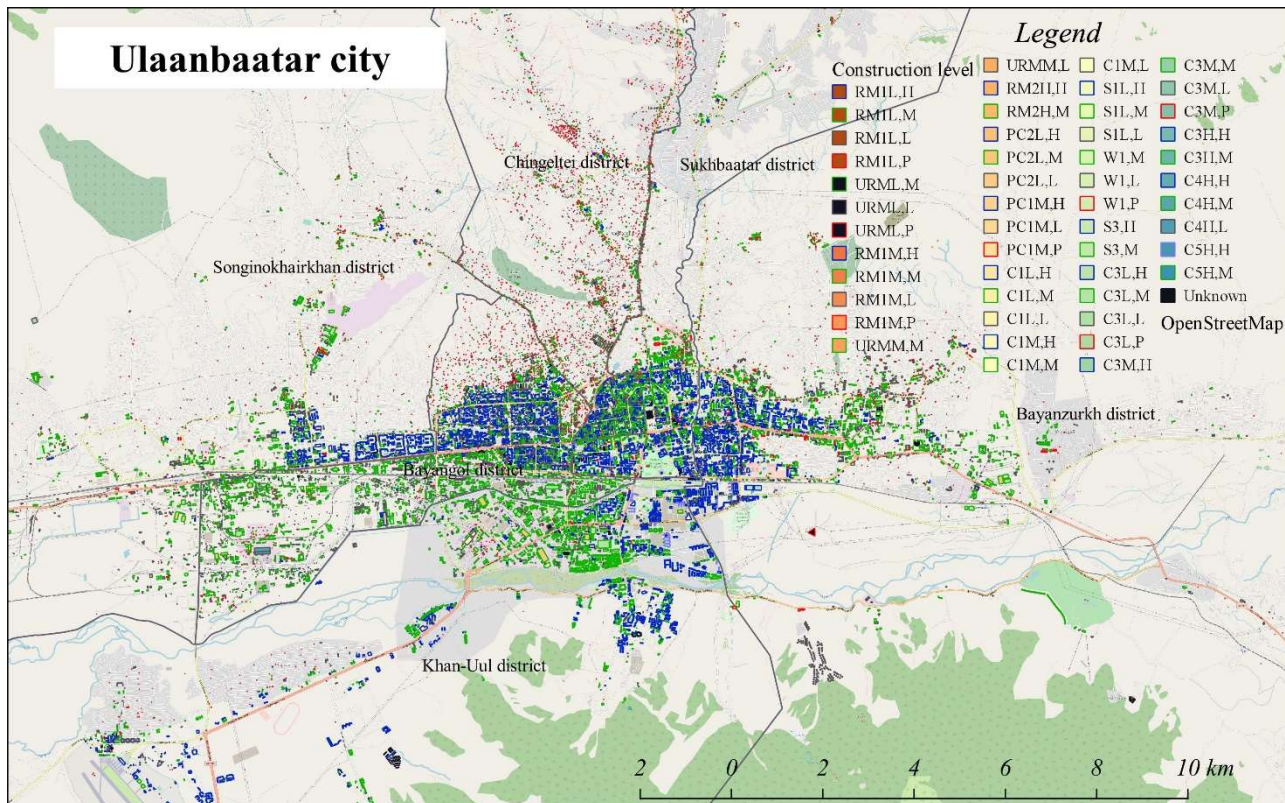 Ulaanbaatar city
Legend
Construction level
RM1L,H
RM1L,M
RM1L,L
RM1L,P
URML,M
URML,L
URML,P
RM1M,H
RM1M,M
RM1M,L
RM1M,P
URMM,M
URMM,L
RM2H,H
RM2H,M
PC2L,H
PC2L,M
PC2L,L
PC1M,H
PC1M,L
PC1M,P
C1L,H
C1L,M
C1L,L
C1M,H
C1M,M
C1M,L
S1L,H
S1L,M
S1L,L
W1,M
W1,L
W1,P
S3,H
S3,M
C3L,H
C3L,M
C3L,L
C3L,P
C3M,H
C3M,M
C3M,L
C3M,P
C3H,H
C3H,M
C4H,H
C4H,M
C4H,L
C5H,H
C5H,M
Unknown
OpenStreetMap
Chingeltei district
Sukhbaatar district
Songinokhairkhan district
Bayanzurkh district
Bayangol district
Khan-Uul district
2 0 2 4 6 8 10 km